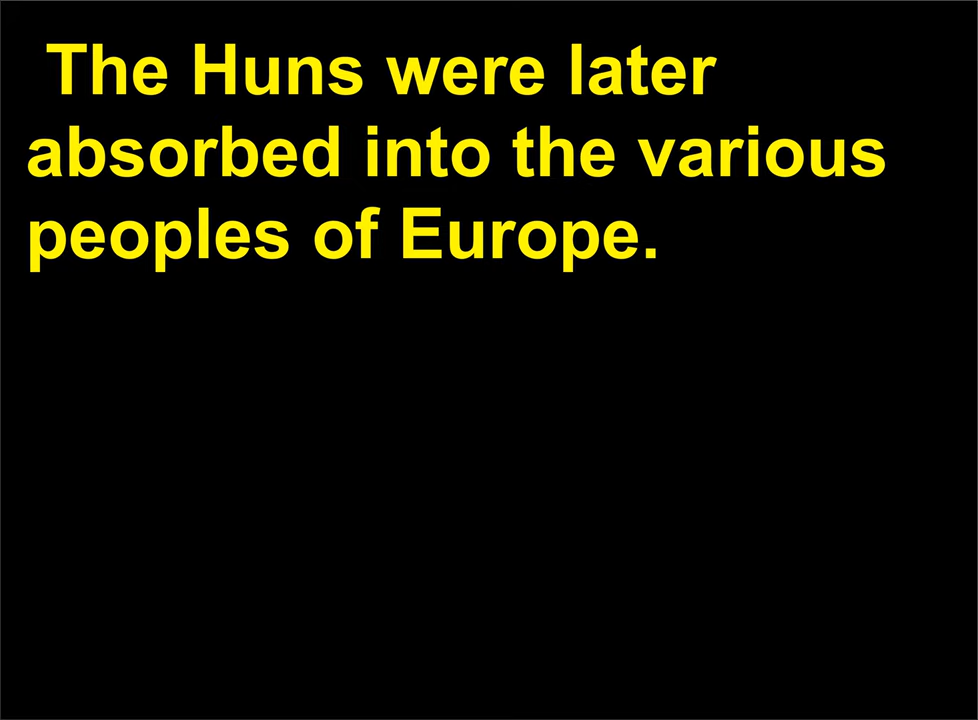 The Huns were later
absorbed into the various
peoples of Europe.